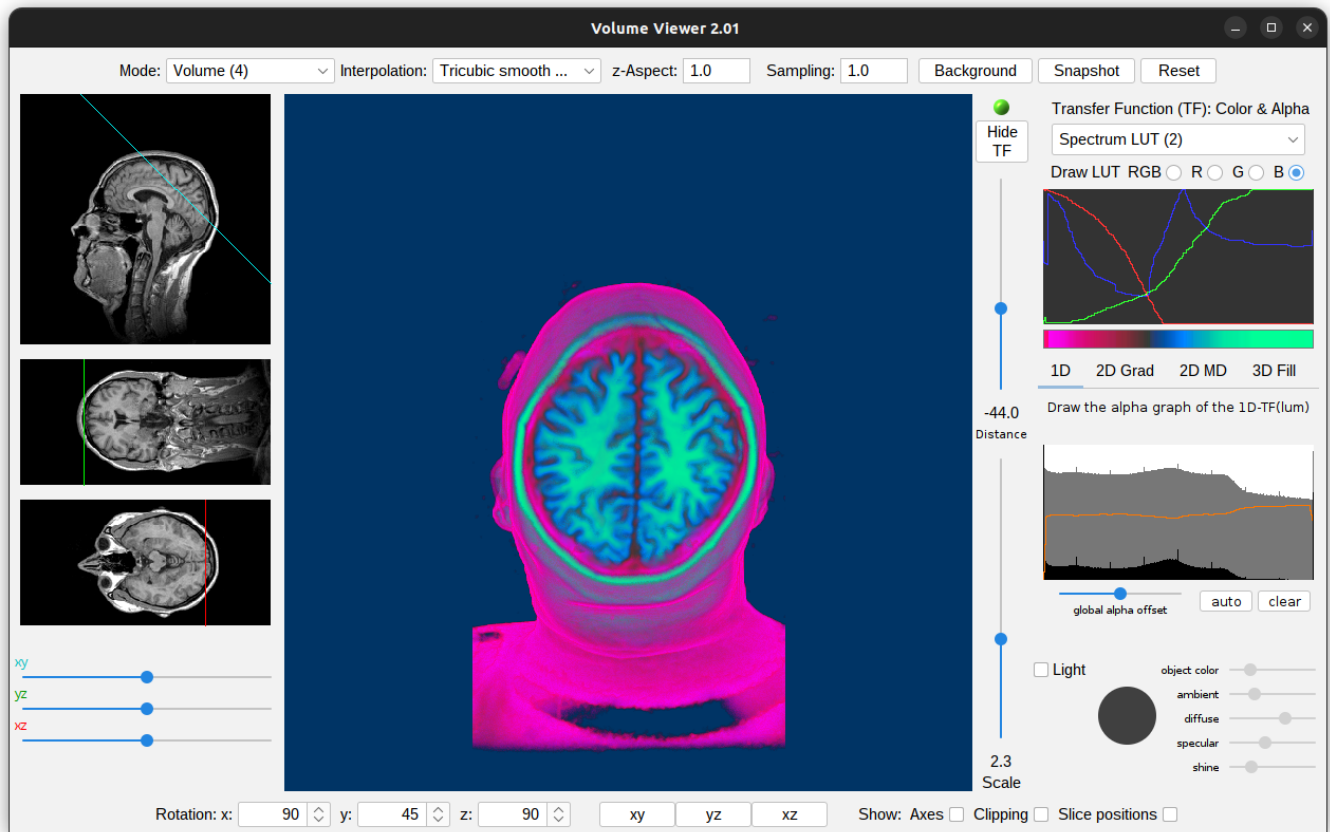 Volume Viewer 2.01
Mode: Volume (4) Interpolation: Tricubic smooth ... z-Aspect: 1.0 Sampling: 1.0 Background Snapshot Reset
Hide
TF
-44.0
Distance
2.3
Scale
Transfer Function (TF): Color & Alpha
Spectrum LUT (2)
Draw LUT RGB R G B
1D 2D Grad 2D MD 3D Fill
Draw the alpha graph of the 1D-TF(lum)
global alpha offset auto clear
Light
object color
ambient
diffuse
specular
shine
xy
yz
xz
Rotation: x: 90 y: 45 z: 90 xy yz xz Show: Axes Clipping Slice positions